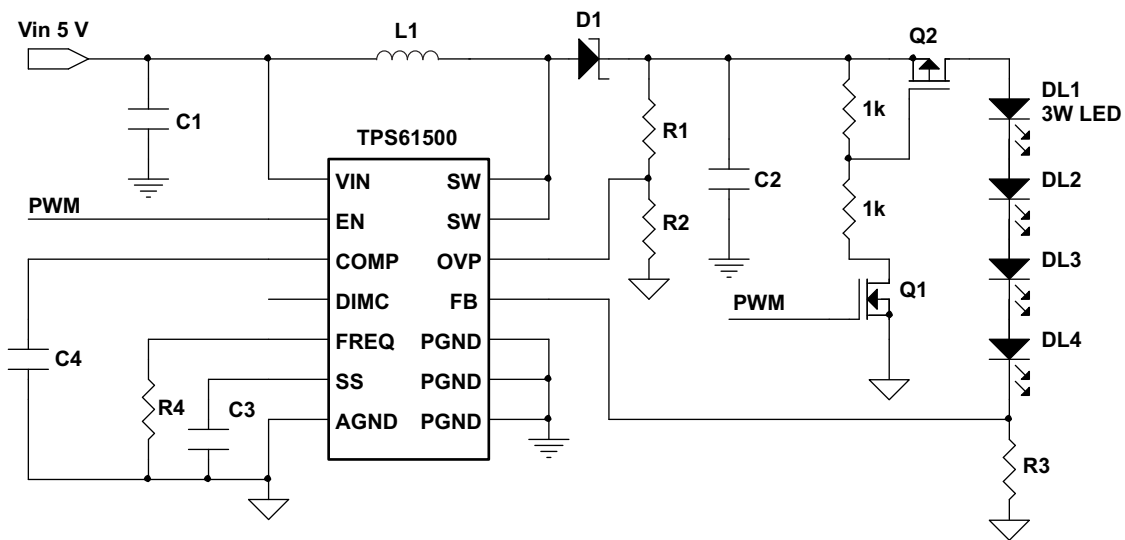 Vin 5 V
L1
D1
Q2
C1
TPS61500
R1
1k
DL1
3W LED
VIN
SW
C2
DL2
PWM
EN
SW
R2
1k
COMP
OVP
DL3
DIMC
FB
PWM
Q1
C4
FREQ
PGND
DL4
R4
C3
SS
PGND
AGND
PGND
R3